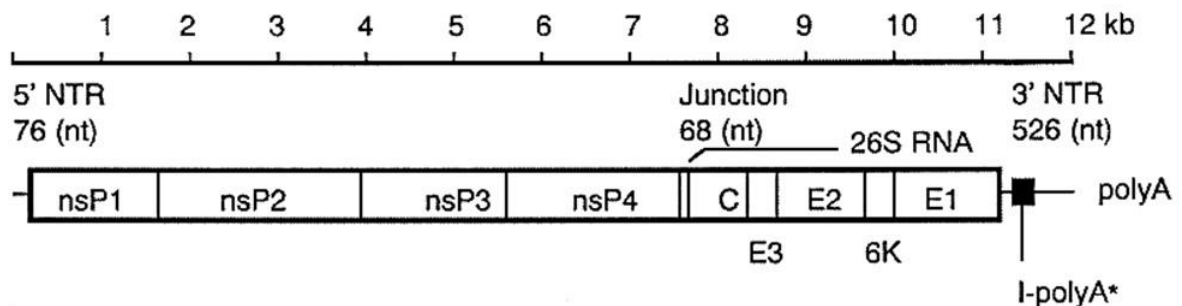 1 2 3 4 5 6 7 8 9 10 11 12 kb
5' NTR Junction 3' NTR
76 (nt) 68 (nt) 526 (nt)
26S RNA
nsP1 nsP2 nsP3 nsP4 C E2 E1 polyA
E3 6K
I-polyA*